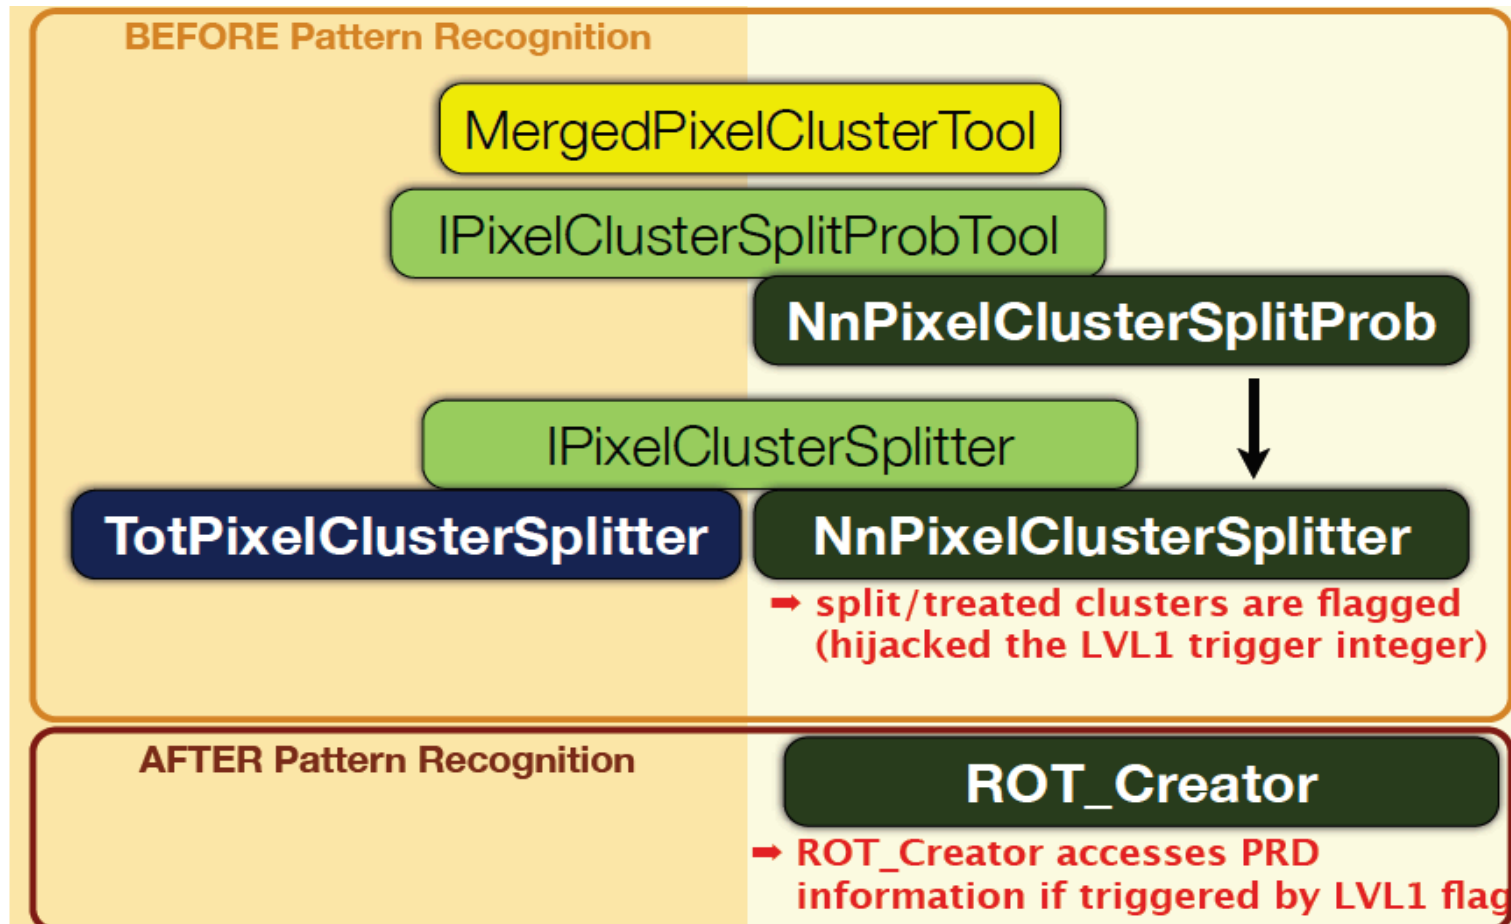 BEFORE Pattern Recognition
MergedPixelClusterTool
IPixelClusterSplitProbTool
NnPixelClusterSplitProb
IPixelClusterSplitter
TotPixelClusterSplitter
NnPixelClusterSplitter
➡ split/treated clusters are flagged
(hijacked the LVL1 trigger integer)
AFTER Pattern Recognition
ROT_Creator
➡ ROT_Creator accesses PRD
information if triggered by LVL1 flag